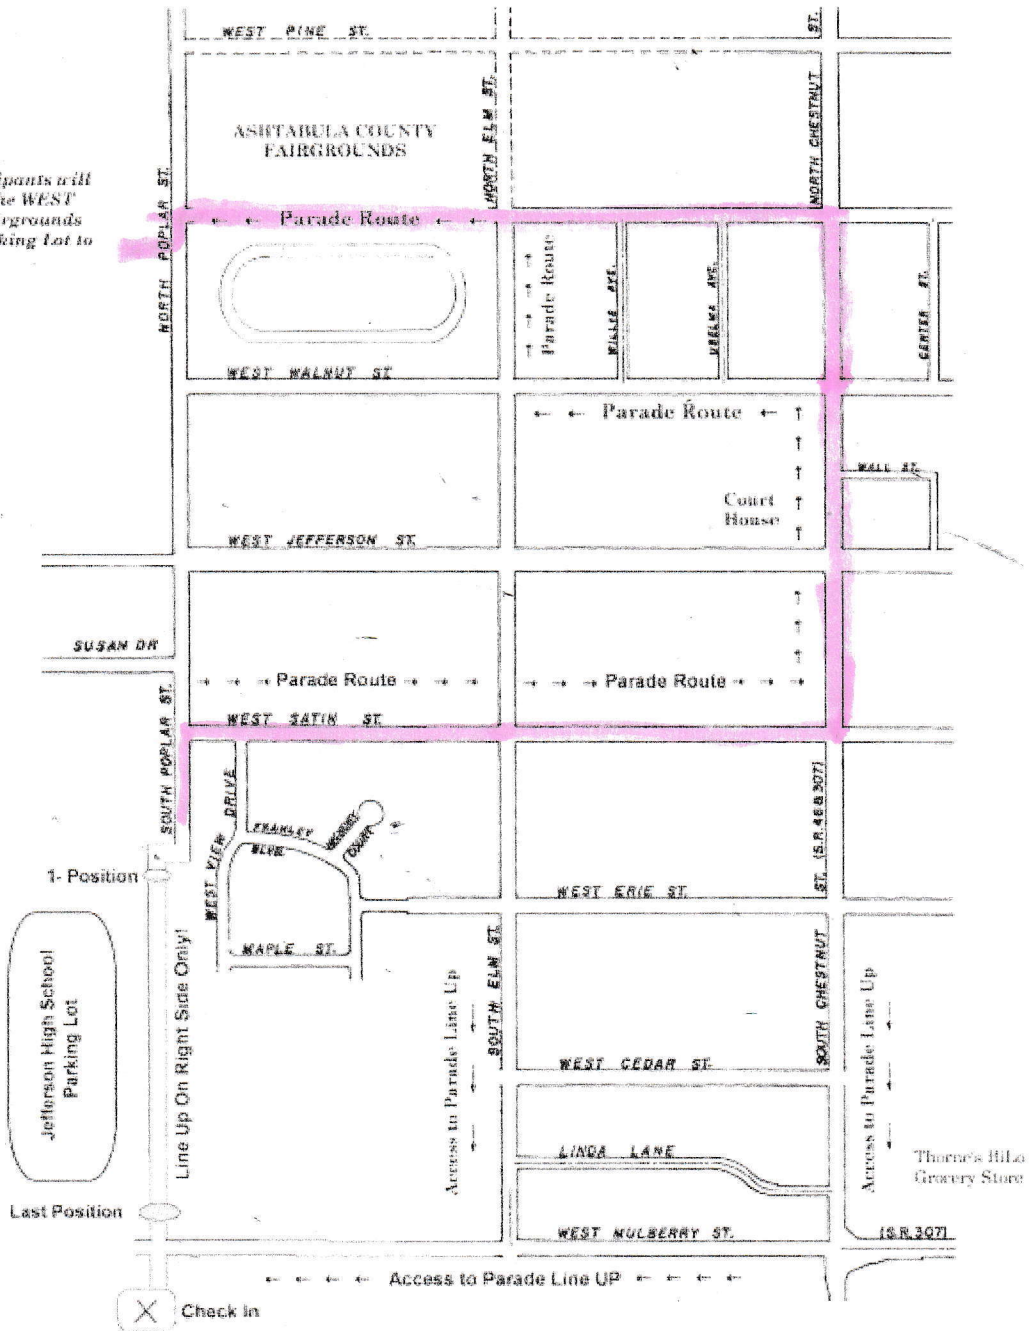 WEST PINE ST.
ST.
NORTH ELM ST.
NORTH CHESTNUT
ASHTABULA COUNTY
FAIRGROUNDS
will
WEST
Lot to
NORTH POPLAR ST.
← ← Parade Route ← ←
Parade Route
WILLIS AVE.
CENTER ST.
WEST WALNUT ST.
← ← Parade Route ←
WALL ST.
Court
House
WEST JEFFERSON ST.
SUSAN DR
SOUTH POPLAR ST.
→ → → Parade Route → → → →
→ → → → Parade Route → → → →
WEST SATIN ST.
WEST VIEW DRIVE
BLVD.
COURT
ST. (S.R. 46 & 307)
1- Position
WEST ERIE ST.
MAPLE ST.
Jefferson High School
Parking Lot
Line Up On Right Side Only!
Access to Parade Line Up
SOUTH ELM ST.
SOUTH CHESTNUT
Access to Parade Line Up
WEST CEDAR ST.
LINDA LANE
Thorne's BiLo
Grocery Store
Last Position
WEST MULBERRY ST.
(S.R. 307)
← ← ← ← Access to Parade Line UP ← ← ← ←
X Check In